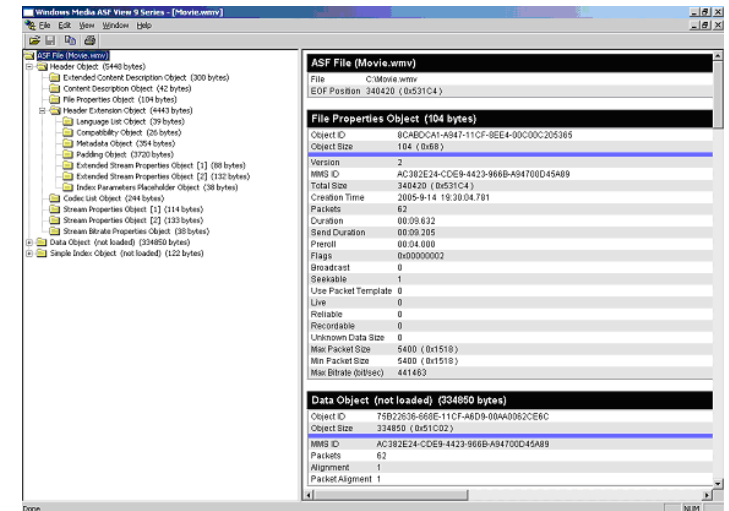 Windows Media ASF View 9 Series - [Movie.wmv]
File Edit View Window Help
ASF File (Movie.wmv)
Header Object (5448 bytes)
Extended Content Description Object (300 bytes)
Content Description Object (42 bytes)
File Properties Object (104 bytes)
Header Extension Object (4443 bytes)
Language List Object (39 bytes)
Compatibility Object (26 bytes)
Metadata Object (354 bytes)
Padding Object (3720 bytes)
Extended Stream Properties Object [1] (88 bytes)
Extended Stream Properties Object [2] (132 bytes)
Index Parameters Placeholder Object (38 bytes)
Codec List Object (244 bytes)
Stream Properties Object [1] (114 bytes)
Stream Properties Object [2] (133 bytes)
Stream Bitrate Properties Object (38 bytes)
Data Object (not loaded) (334850 bytes)
Simple Index Object (not loaded) (122 bytes)
ASF File (Movie.wmv)
File C:\Movie.wmv
EOF Position 340420 (0x531C4)
File Properties Object (104 bytes)
Object ID 8CABDCA1-A947-11CF-8EE4-00C00C205365
Object Size 104 (0x68)
Version 2
MMS ID AC382E24-CDE9-4423-966B-A94700D45A89
Total Size 340420 (0x531C4)
Creation Time 2005-9-14 19:30:04.781
Packets 62
Duration 00:09.632
Send Duration 00:09.205
Preroll 00:04.000
Flags 0x00000002
Broadcast 0
Seekable 1
Use Packet Template 0
Live 0
Reliable 0
Recordable 0
Unknown Data Size 0
Max Packet Size 5400 (0x1518)
Min Packet Size 5400 (0x1518)
Max Bitrate (bit/sec) 441463
Data Object (not loaded) (334850 bytes)
Object ID 75B22636-668E-11CF-A6D9-00AA0062CE6C
Object Size 334850 (0x51C02)
MMS ID AC382E24-CDE9-4423-966B-A94700D45A89
Packets 62
Alignment 1
Packet Aligment 1
Done NUM